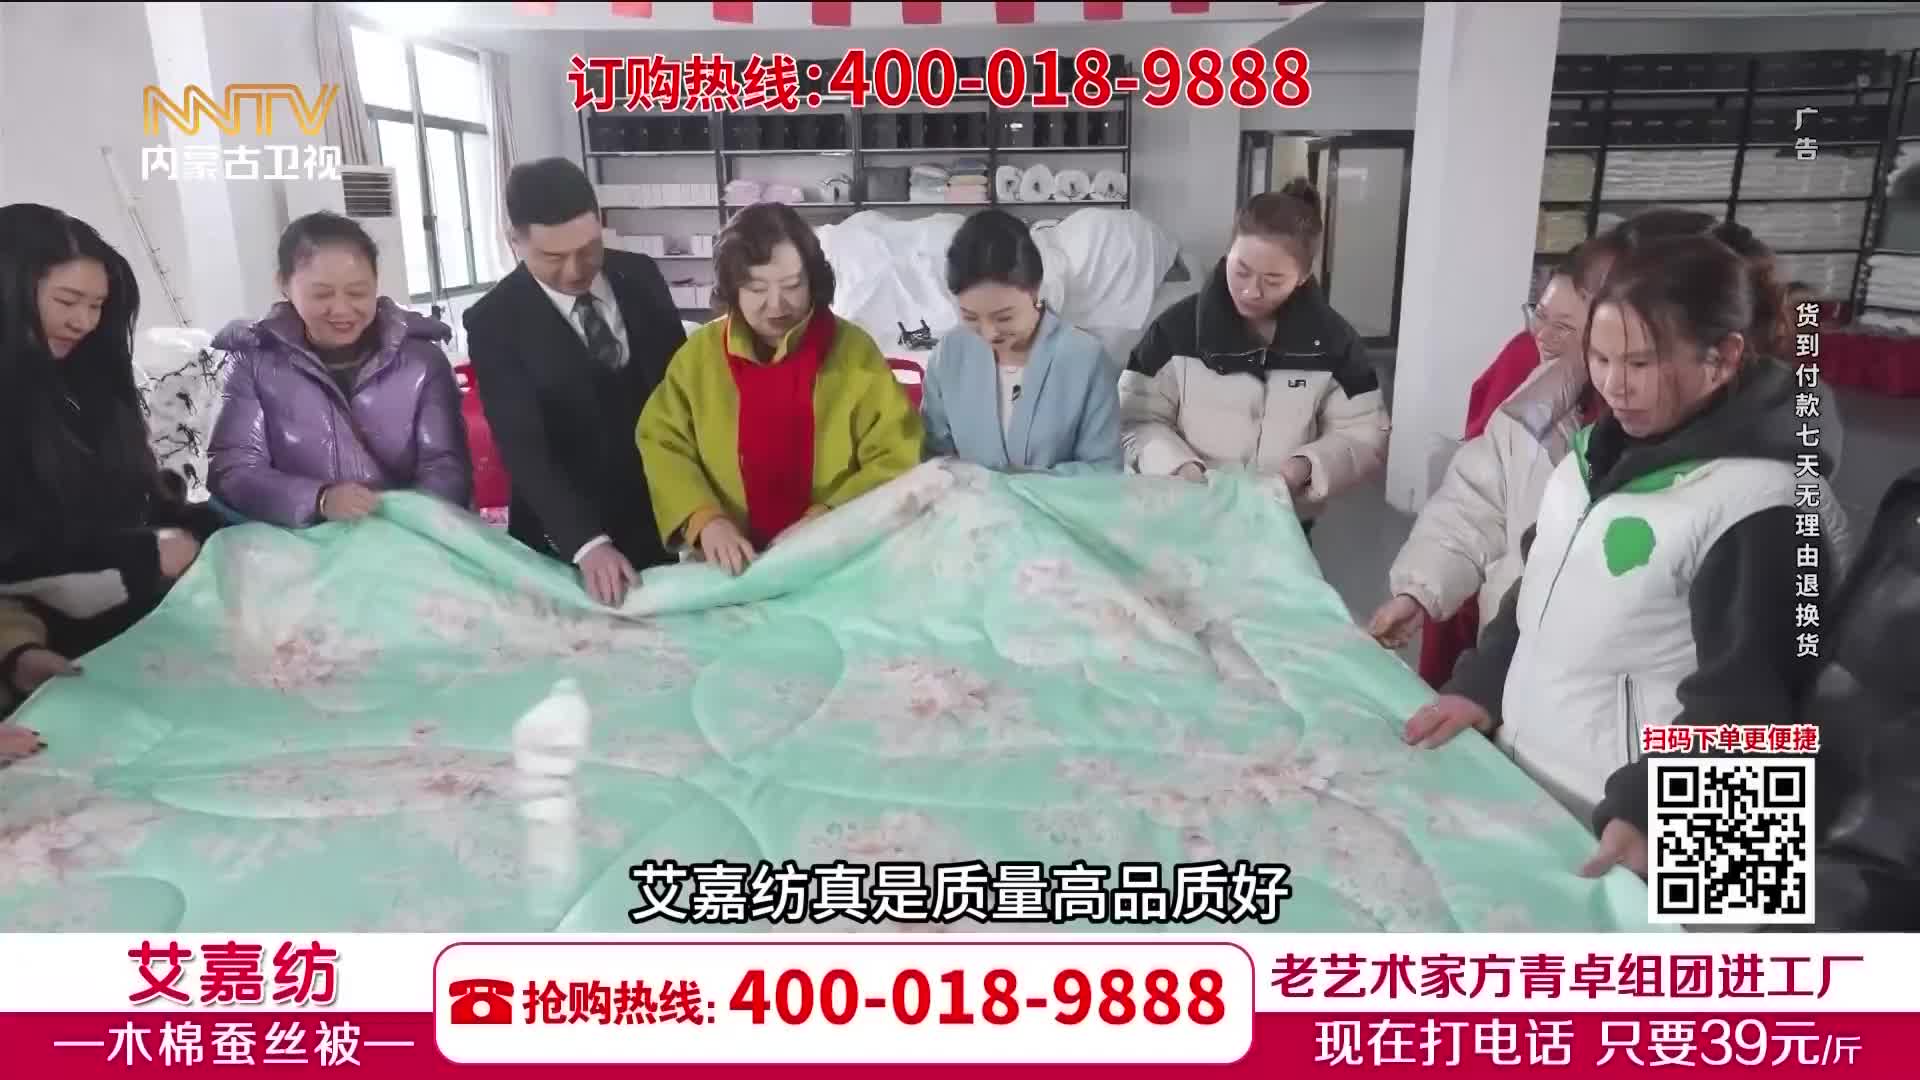 订购热线:400-018-9888
NNTV
内蒙古卫视
广告
货到付款七天无理由退换货
扫码下单更便捷
艾嘉纺真是质量高品质好
艾嘉纺
木棉蚕丝被
抢购热线: 400-018-9888
老艺术家方青卓组团进工厂
现在打电话 只要39元/斤